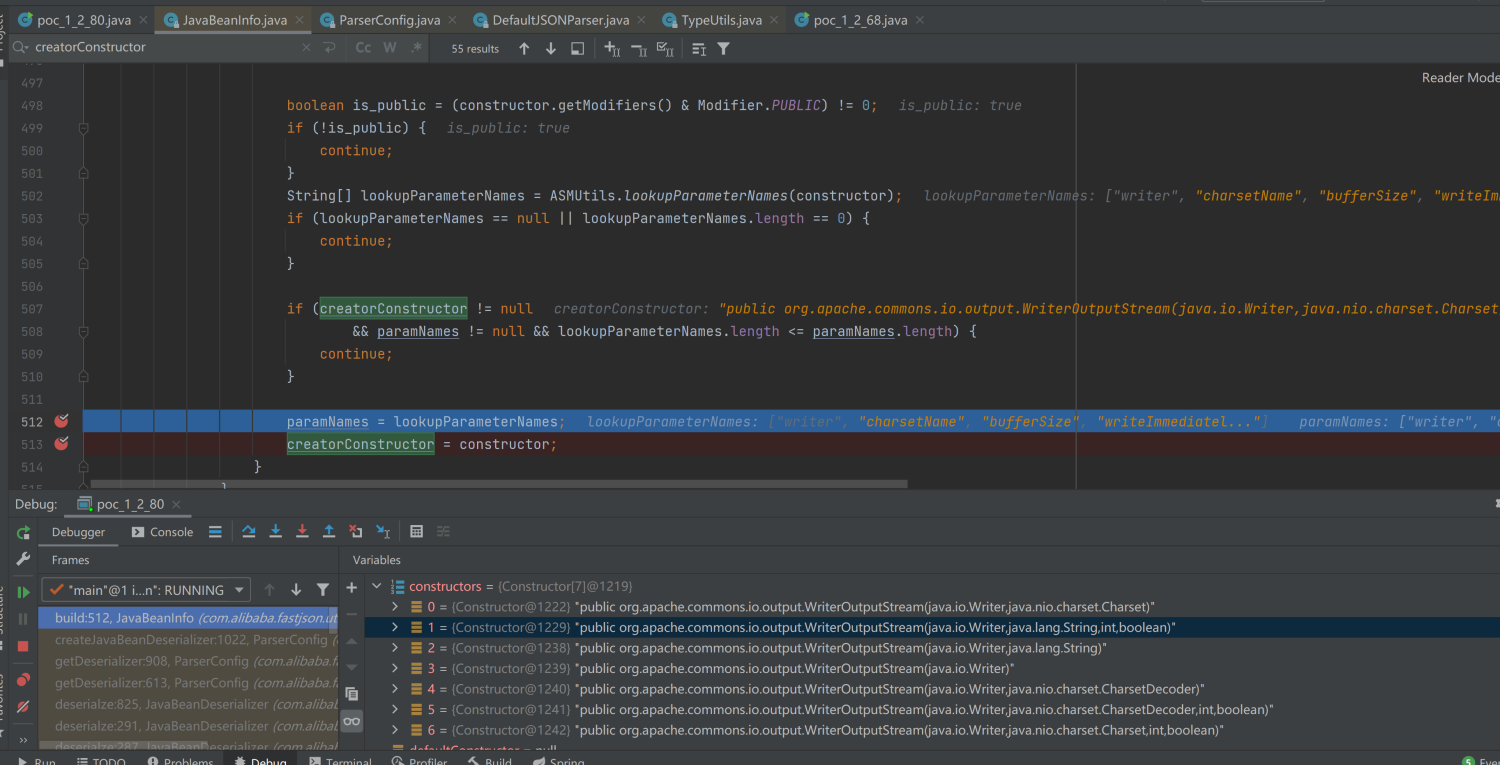 poc_1_2_80.java JavaBeanInfo.java ParserConfig.java DefaultJSONParser.java TypeUtils.java poc_1_2_68.java
creatorConstructor Cc W .* 55 results
Reader Mode
497
498 boolean is_public = (constructor.getModifiers() & Modifier.PUBLIC) != 0; is_public: true
499 if (!is_public) { is_public: true
500 continue;
501 }
502 String[] lookupParameterNames = ASMUtils.lookupParameterNames(constructor); lookupParameterNames: ["writer", "charsetName", "bufferSize", "writeIm
503 if (lookupParameterNames == null || lookupParameterNames.length == 0) {
504 continue;
505 }
506
507 if (creatorConstructor != null creatorConstructor: "public org.apache.commons.io.output.WriterOutputStream(java.io.Writer,java.nio.charset.Charset,
508 && paramNames != null && lookupParameterNames.length <= paramNames.length) {
509 continue;
510 }
511
512 paramNames = lookupParameterNames; lookupParameterNames: ["writer", "charsetName", "bufferSize", "writeImmediatel..."] paramNames: ["writer", "c
513 creatorConstructor = constructor;
514 }
515 }
Debug: poc_1_2_80
Debugger Console
Frames Variables
"main"@1 i...n": RUNNING
build:512, JavaBeanInfo (com.alibaba.fastjson.ut
createJavaBeanDeserializer:1022, ParserConfig (
getDeserializer:908, ParserConfig (com.alibaba.f
getDeserializer:613, ParserConfig (com.alibaba.f
deserialze:825, JavaBeanDeserializer (com.alibab
deserialze:291, JavaBeanDeserializer (com.alibab
deserialze:287, JavaBeanDeserializer (com.alibab
constructors = {Constructor[7]@1219}
0 = {Constructor@1222} "public org.apache.commons.io.output.WriterOutputStream(java.io.Writer,java.nio.charset.Charset)"
1 = {Constructor@1229} "public org.apache.commons.io.output.WriterOutputStream(java.io.Writer,java.lang.String,int,boolean)"
2 = {Constructor@1238} "public org.apache.commons.io.output.WriterOutputStream(java.io.Writer,java.lang.String)"
3 = {Constructor@1239} "public org.apache.commons.io.output.WriterOutputStream(java.io.Writer)"
4 = {Constructor@1240} "public org.apache.commons.io.output.WriterOutputStream(java.io.Writer,java.nio.charset.CharsetDecoder)"
5 = {Constructor@1241} "public org.apache.commons.io.output.WriterOutputStream(java.io.Writer,java.nio.charset.CharsetDecoder,int,boolean)"
6 = {Constructor@1242} "public org.apache.commons.io.output.WriterOutputStream(java.io.Writer,java.nio.charset.Charset,int,boolean)"
defaultConstructor = null
Run TODO Problems Debug Terminal Profiler Build Spring 5 Eve